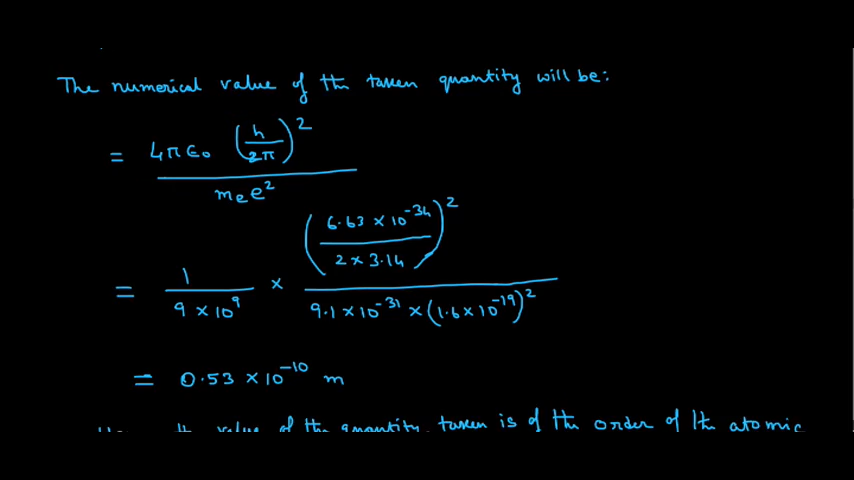 The numerical value of the taken quantity will be:
= 4πε₀ (h/2π)² / mₑe²
= 1/(9 × 10⁹) × ((6.63 × 10⁻³⁴)/(2 × 3.14))² / (9.1 × 10⁻³¹ × (1.6 × 10⁻¹⁹)²)
= 0.53 × 10⁻¹⁰ m
the value of the quantity taken is of the order of the atomic